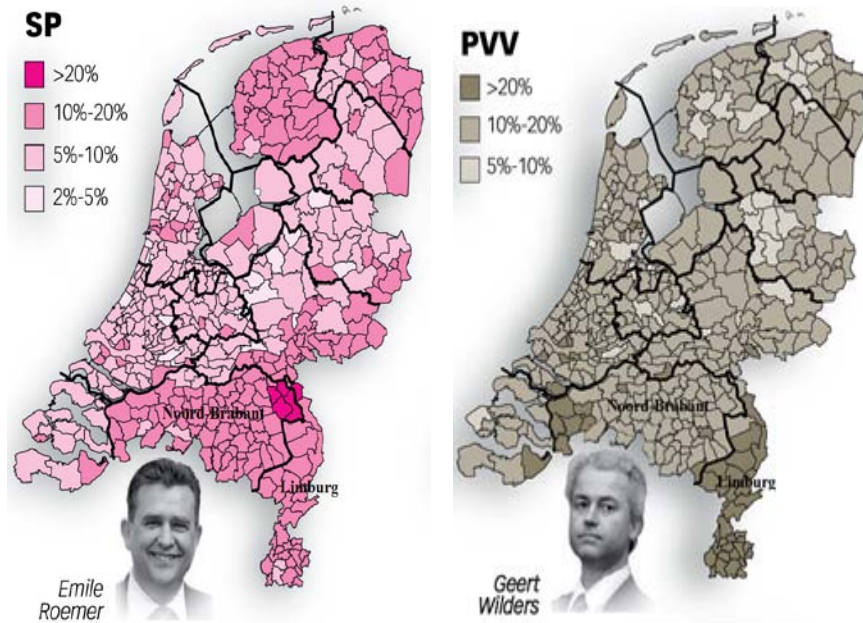 SP
>20%
10%-20%
5%-10%
2%-5%
Noord-Brabant
Limburg
Emile
Roemer
PVV
>20%
10%-20%
5%-10%
Noord-Brabant
Limburg
Geert
Wilders